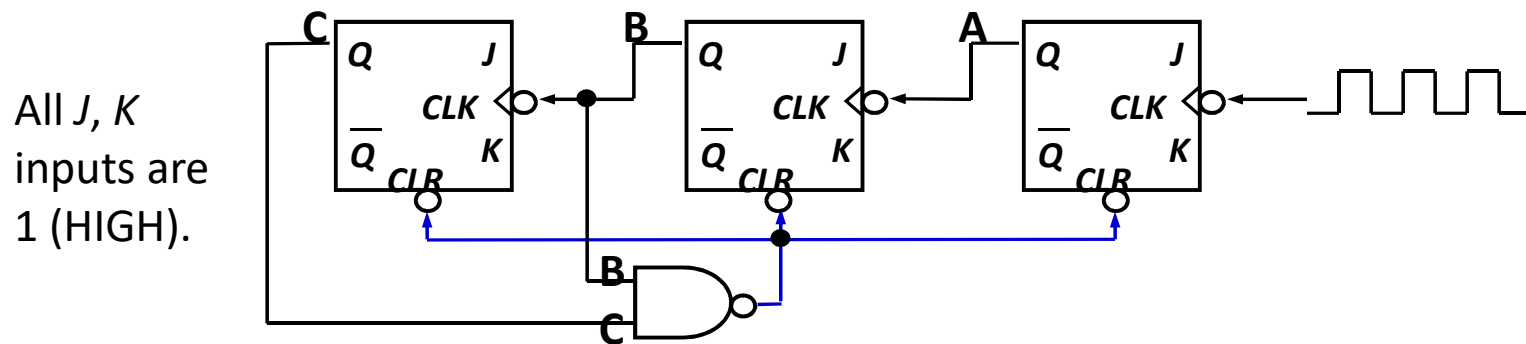 C
B
A
All J, K
inputs are
1 (HIGH).
Q J
CLK
Q̅ K
CLR
Q J
CLK
Q̅ K
CLR
Q J
CLK
Q̅ K
CLR
B
C